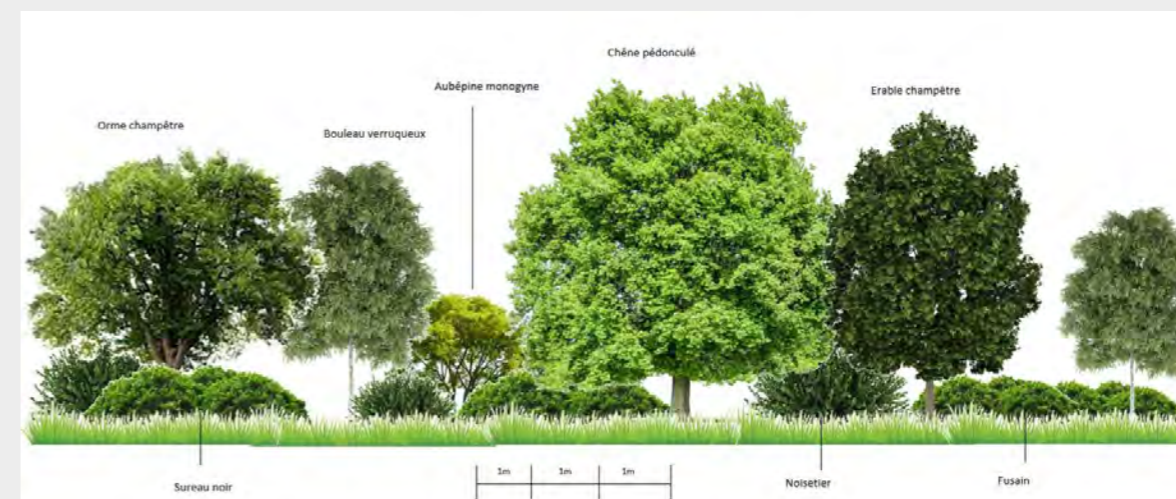 Chêne pédonculé
Aubépine monogyne
Erable champêtre
Orme champêtre
Bouleau verruqueux
1m
1m
1m
Sureau noir
Noisetier
Fusain